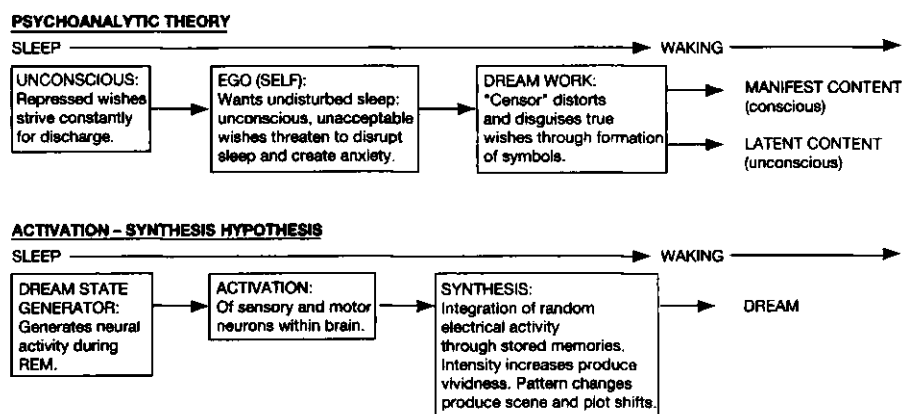 PSYCHOANALYTIC THEORY
SLEEP WAKING
UNCONSCIOUS:
Repressed wishes
strive constantly
for discharge.
EGO (SELF):
Wants undisturbed sleep:
unconscious, unacceptable
wishes threaten to disrupt
sleep and create anxiety.
DREAM WORK:
"Censor" distorts
and disguises true
wishes through formation
of symbols.
MANIFEST CONTENT
(conscious)
LATENT CONTENT
(unconscious)
ACTIVATION – SYNTHESIS HYPOTHESIS
SLEEP WAKING
DREAM STATE
GENERATOR:
Generates neural
activity during
REM.
ACTIVATION:
Of sensory and motor
neurons within brain.
SYNTHESIS:
Integration of random
electrical activity
through stored memories.
Intensity increases produce
vividness. Pattern changes
produce scene and plot shifts.
DREAM